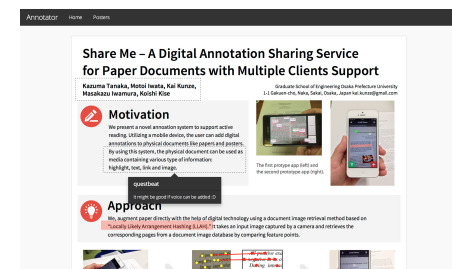 Annotator Home Posters
Share Me – A Digital Annotation Sharing Service
for Paper Documents with Multiple Clients Support
Kazuma Tanaka, Motoi Iwata, Kai Kunze,
Masakazu Iwamura, Koishi Kise
Graduate School of Engineering Osaka Prefecture University
1-1 Gakuen-cho, Naka, Sakai, Osaka, Japan kai.kunze@gmail.com
Motivation
We present a novel annoation system to support active
reading. Utilizing a mobile device, the user can add digital
annotations to physical documents like papers and posters.
By using this system, the physical document can be used as
media containing various type of information:
highlight, text, link and image.
The first protype app (left) and
the second prototype app (right).
questbeat
It might be good if voice can be added :D
Approach
We, augment paper directly with the help of digital technology using a document image retrieval method based on
"Locally Likely Arrangement Hashing (LLAH)." It takes an input image captured by a camera and retrieves the
corresponding pages from a document image database by comparing feature points.